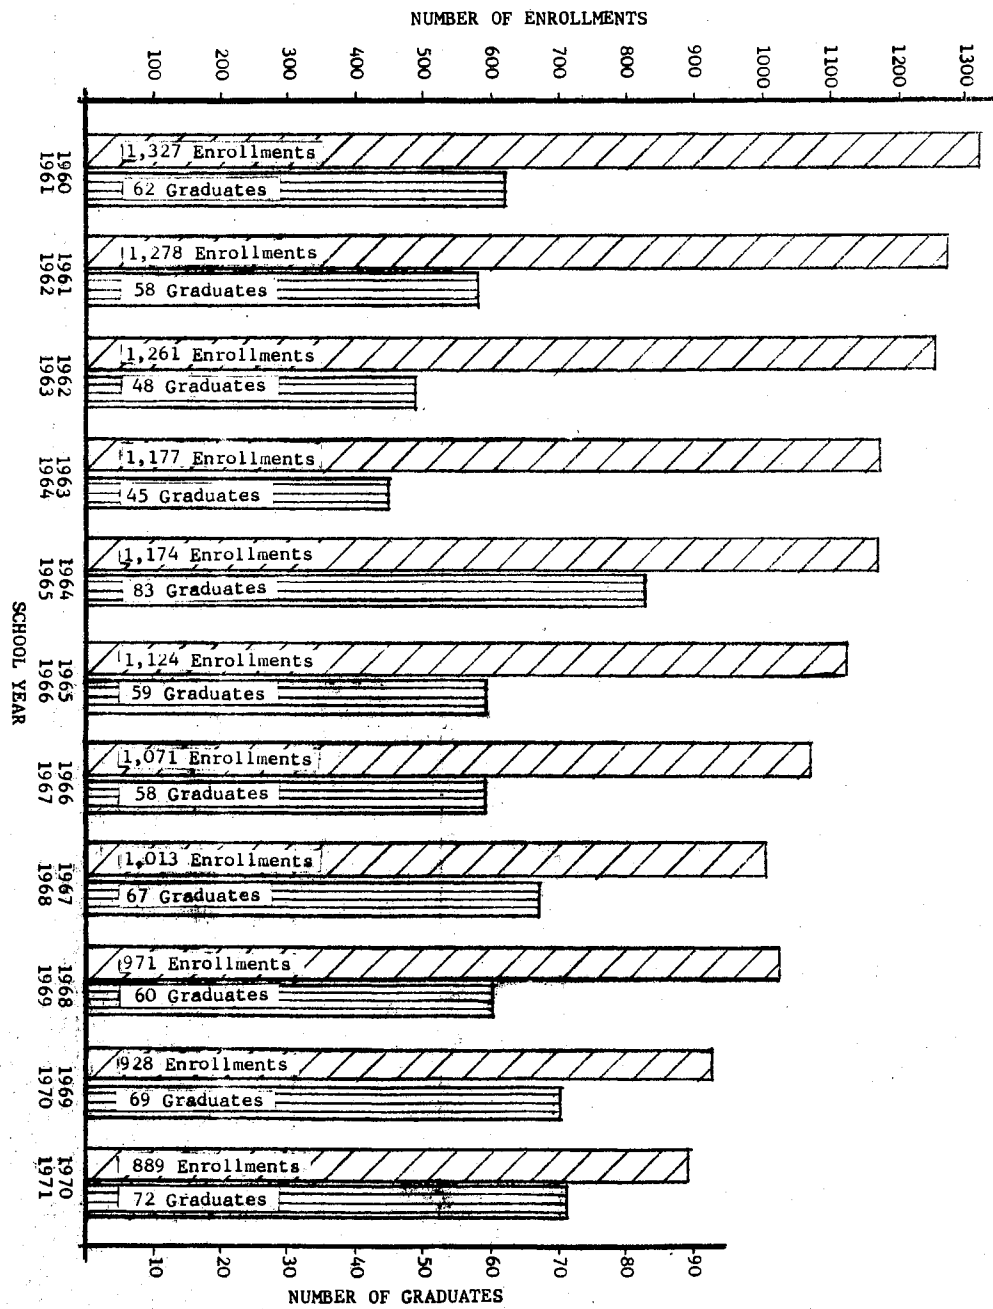 NUMBER OF ENROLLMENTS
100 200 300 400 500 600 700 800 900 1000 1100 1200 1300
1960
1961
1,327 Enrollments
62 Graduates
1961
1962
1,278 Enrollments
58 Graduates
1962
1963
1,261 Enrollments
48 Graduates
1963
1964
1,177 Enrollments
45 Graduates
1964
1965
1,174 Enrollments
83 Graduates
1965
1966
1,124 Enrollments
59 Graduates
1966
1967
1,071 Enrollments
58 Graduates
1967
1968
1,013 Enrollments
67 Graduates
1968
1969
971 Enrollments
60 Graduates
1969
1970
928 Enrollments
69 Graduates
1970
1971
889 Enrollments
72 Graduates
SCHOOL YEAR
10 20 30 40 50 60 70 80 90
NUMBER OF GRADUATES